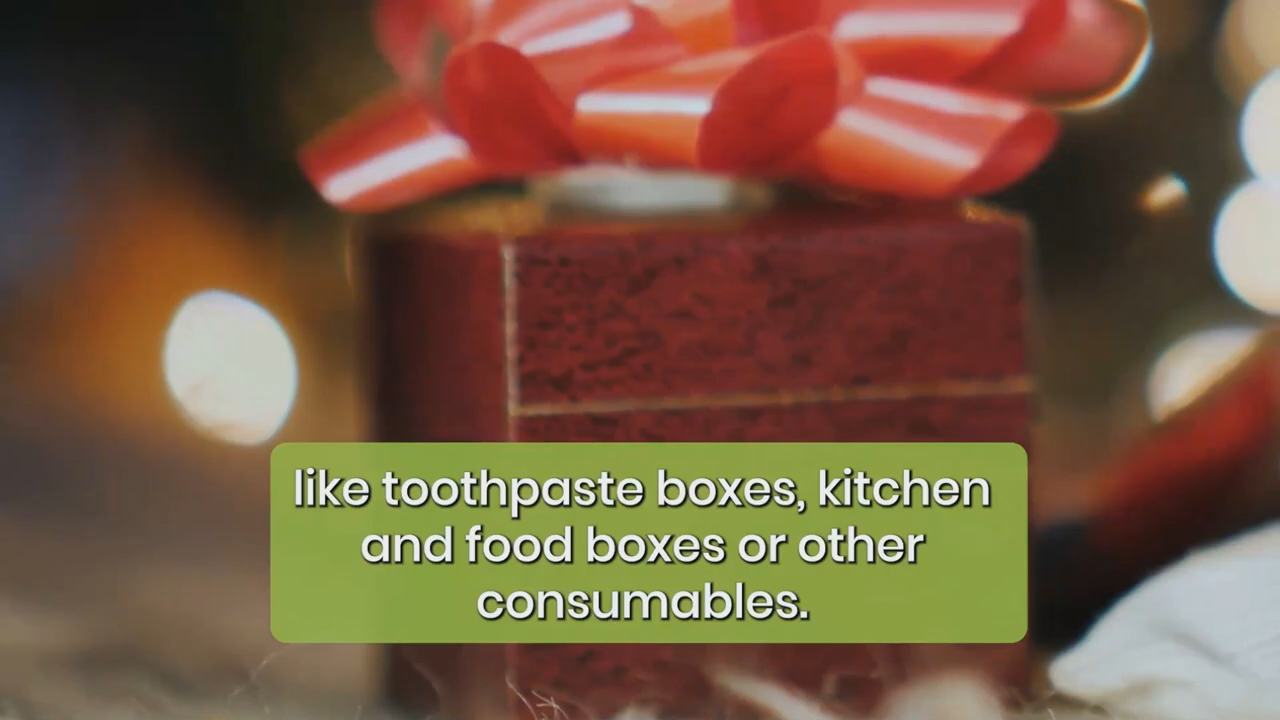 like toothpaste boxes, kitchen
and food boxes or other
consumables.